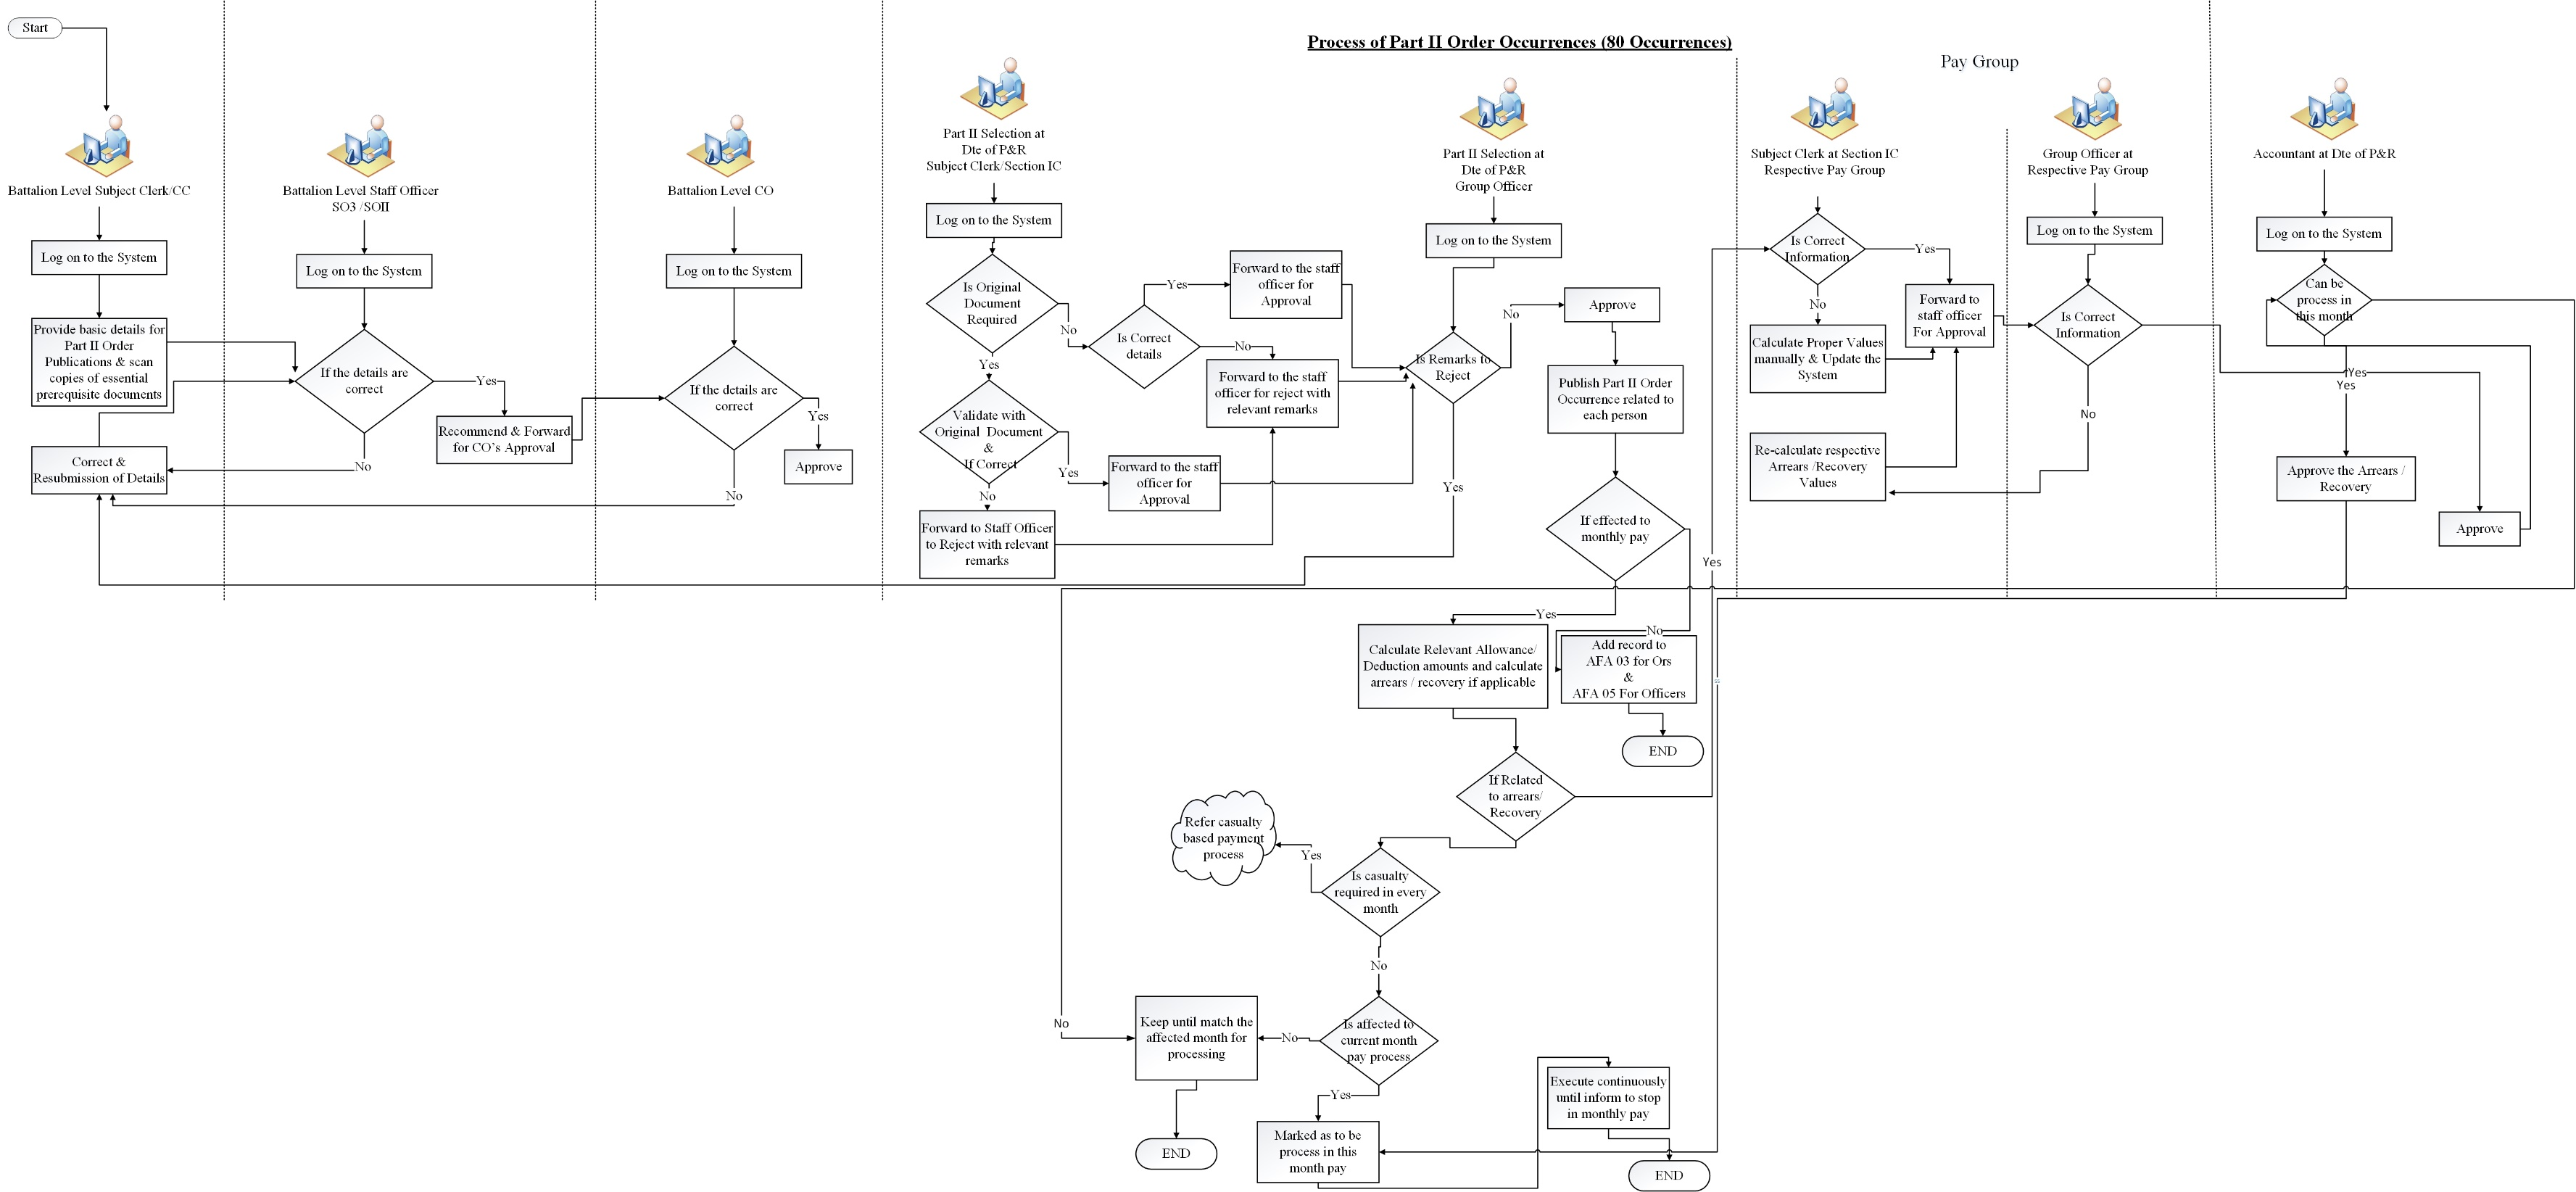 Process of Part II Order Occurrences (80 Occurrences)
Start
Battalion Level Subject Clerk/CC
Log on to the System
Provide basic details for
Part II Order
Publications & scan
copies of essential
prerequisite documents
Correct &
Resubmission of Details
Battalion Level Staff Officer
SO3 /SOII
Log on to the System
If the details are
correct
Yes
No
Recommend & Forward
for CO's Approval
Battalion Level CO
Log on to the System
If the details are
correct
Yes
Approve
No
Part II Selection at
Dte of P&R
Subject Clerk/Section IC
Log on to the System
Is Original
Document
Required
No
Yes
Is Correct
details
Yes
Forward to the staff
officer for
Approval
No
Forward to the staff
officer for reject with
relevant remarks
Validate with
Original Document
&
If Correct
Yes
Forward to the staff
officer for
Approval
No
Forward to Staff Officer
to Reject with relevant
remarks
Part II Selection at
Dte of P&R
Group Officer
Log on to the System
Is Remarks to
Reject
No
Yes
Approve
Publish Part II Order
Occurrence related to
each person
If effected to
monthly pay
Yes
No
Calculate Relevant Allowance/
Deduction amounts and calculate
arrears / recovery if applicable
Add record to
AFA 03 for Ors
&
AFA 05 For Officers
END
If Related
to arrears/
Recovery
Yes
Is casualty
required in every
month
Yes
Refer casualty
based payment
process
No
Is affected to
current month
pay process
No
Keep until match the
affected month for
processing
No
END
Yes
Marked as to be
process in this
month pay
Execute continuously
until inform to stop
in monthly pay
END
Pay Group
Subject Clerk at Section IC
Respective Pay Group
Is Correct
Information
Yes
No
Forward to
staff officer
For Approval
Calculate Proper Values
manually & Update the
System
Re-calculate respective
Arrears /Recovery
Values
Group Officer at
Respective Pay Group
Log on to the System
Is Correct
Information
No
Yes
Accountant at Dte of P&R
Log on to the System
Can be
process in
this month
Yes
Approve the Arrears /
Recovery
Approve